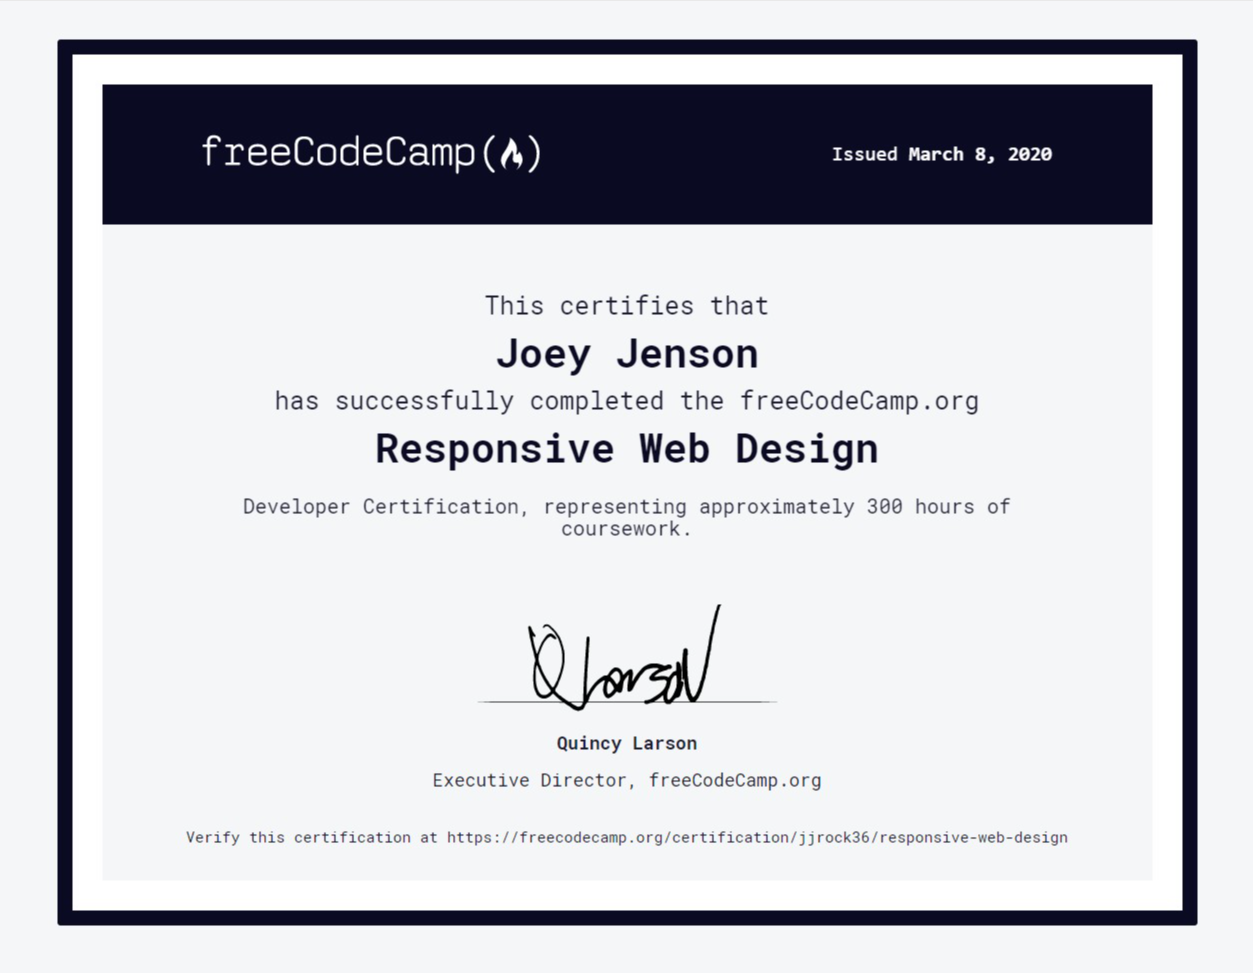 freeCodeCamp(🔥)
Issued March 8, 2020
This certifies that
Joey Jenson
has successfully completed the freeCodeCamp.org
Responsive Web Design
Developer Certification, representing approximately 300 hours of
coursework.
Q Larson
Quincy Larson
Executive Director, freeCodeCamp.org
Verify this certification at https://freecodecamp.org/certification/jjrock36/responsive-web-design